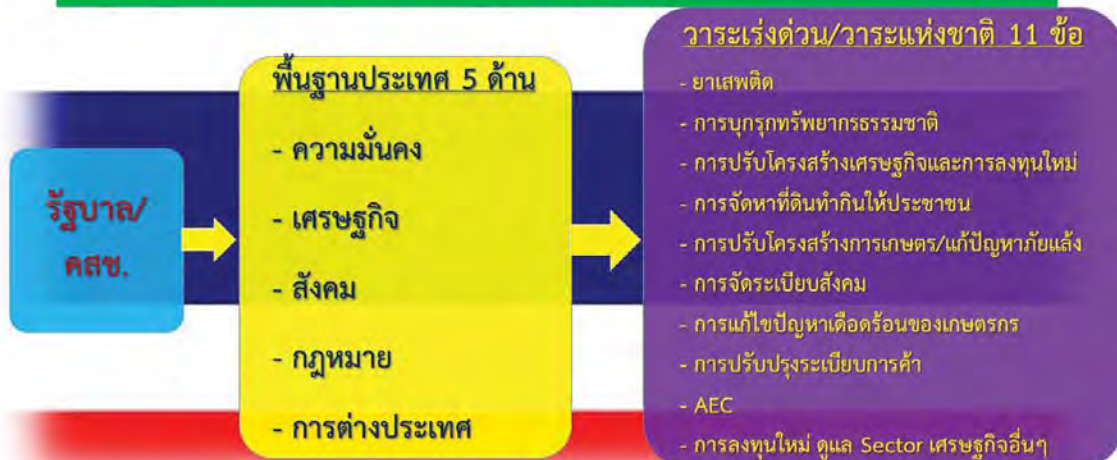 รัฐบาล/
คสช.
พื้นฐานประเทศ 5 ด้าน
- ความมั่นคง
- เศรษฐกิจ
- สังคม
- กฎหมาย
- การต่างประเทศ
วาระเร่งด่วน/วาระแห่งชาติ 11 ข้อ
- ยาเสพติด
- การบุกรุกทรัพยากรธรรมชาติ
- การปรับโครงสร้างเศรษฐกิจและการลงทุนใหม่
- การจัดหาที่ดินทำกินให้ประชาชน
- การปรับโครงสร้างการเกษตร/แก้ปัญหาภัยแล้ง
- การจัดระเบียบสังคม
- การแก้ไขปัญหาเดือดร้อนของเกษตรกร
- การปรับปรุงระเบียบการค้า
- AEC
- การลงทุนใหม่ ดูแล Sector เศรษฐกิจอื่นๆ